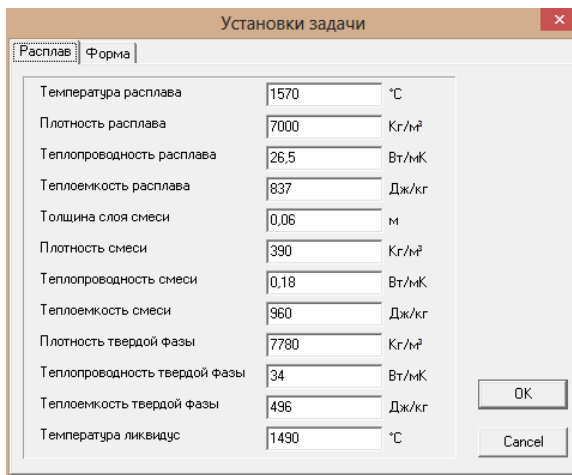 Установки задачи
Расплав Форма
Температура расплава 1570 °C
Плотность расплава 7000 Кг/м³
Теплопроводность расплава 26,5 Вт/мК
Теплоемкость расплава 837 Дж/кг
Толщина слоя смеси 0,06 м
Плотность смеси 390 Кг/м³
Теплопроводность смеси 0,18 Вт/мК
Теплоемкость смеси 960 Дж/кг
Плотность твердой фазы 7780 Кг/м³
Теплопроводность твердой фазы 34 Вт/мК
Теплоемкость твердой фазы 496 Дж/кг
Температура ликвидус 1490 °C
OK
Cancel